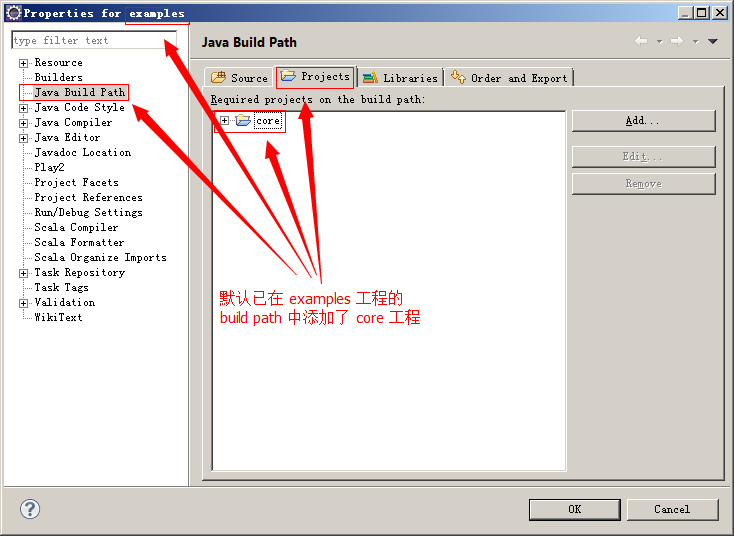 Properties for examples
type filter text
Resource
Builders
Java Build Path
Java Code Style
Java Compiler
Java Editor
Javadoc Location
Play2
Project Facets
Project References
Run/Debug Settings
Scala Compiler
Scala Formatter
Scala Organize Imports
Task Repository
Task Tags
Validation
WikiText
Java Build Path
Source
Projects
Libraries
Order and Export
Required projects on the build path:
core
默认已在 examples 工程的
build path 中添加了 core 工程
Add...
Edit...
Remove
?
OK
Cancel